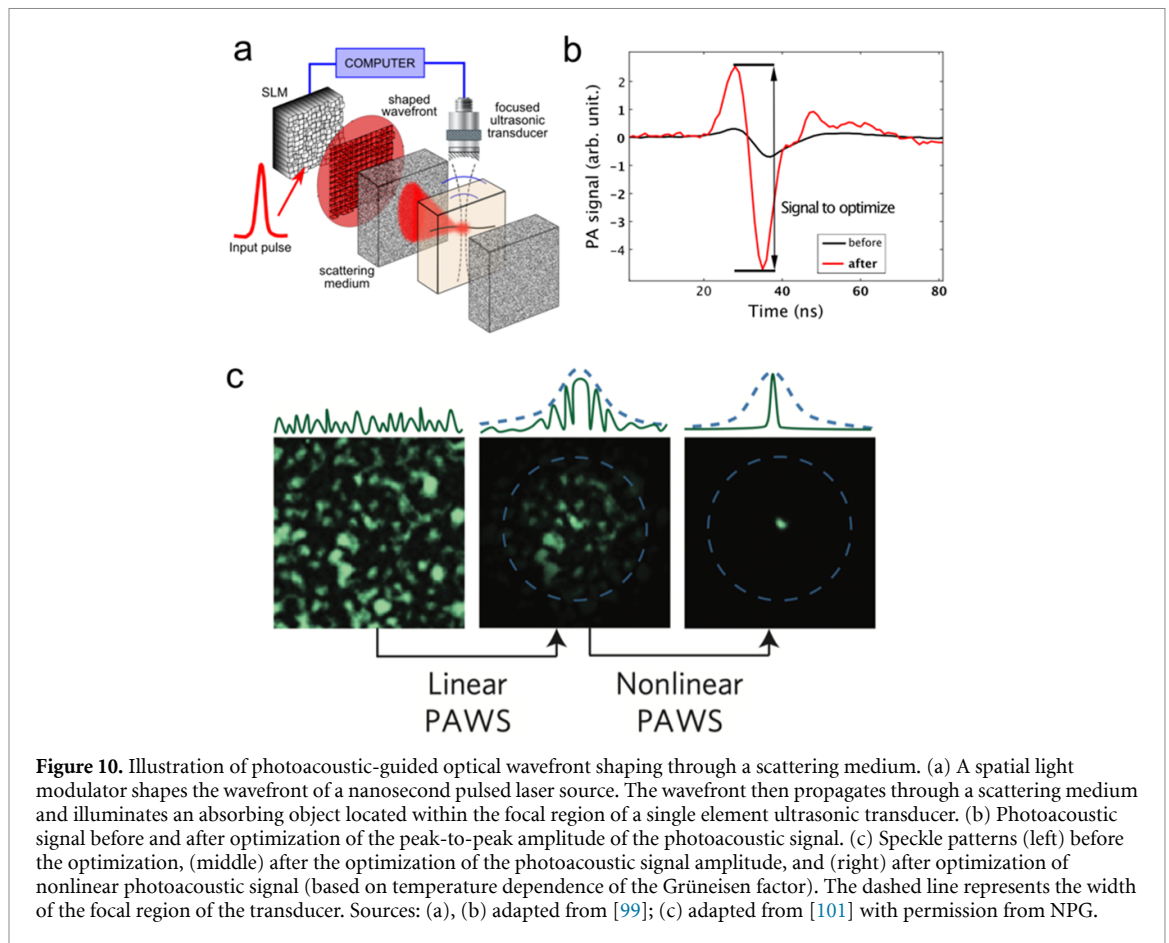 a
COMPUTER
SLM
shaped
wavefront
focused
ultrasonic
transducer
Input pulse
scattering
medium
b
PA signal (arb. unit.)
2
1
0
-1
-2
-3
-4
Signal to optimize
before
after
20
40
60
80
Time (ns)
c
Linear
PAWS
Nonlinear
PAWS
Figure 10. Illustration of photoacoustic-guided optical wavefront shaping through a scattering medium. (a) A spatial light
modulator shapes the wavefront of a nanosecond pulsed laser source. The wavefront then propagates through a scattering medium
and illuminates an absorbing object located within the focal region of a single element ultrasonic transducer. (b) Photoacoustic
signal before and after optimization of the peak-to-peak amplitude of the photoacoustic signal. (c) Speckle patterns (left) before
the optimization, (middle) after the optimization of the photoacoustic signal amplitude, and (right) after optimization of
nonlinear photoacoustic signal (based on temperature dependence of the Grüneisen factor). The dashed line represents the width
of the focal region of the transducer. Sources: (a), (b) adapted from [99]; (c) adapted from [101] with permission from NPG.